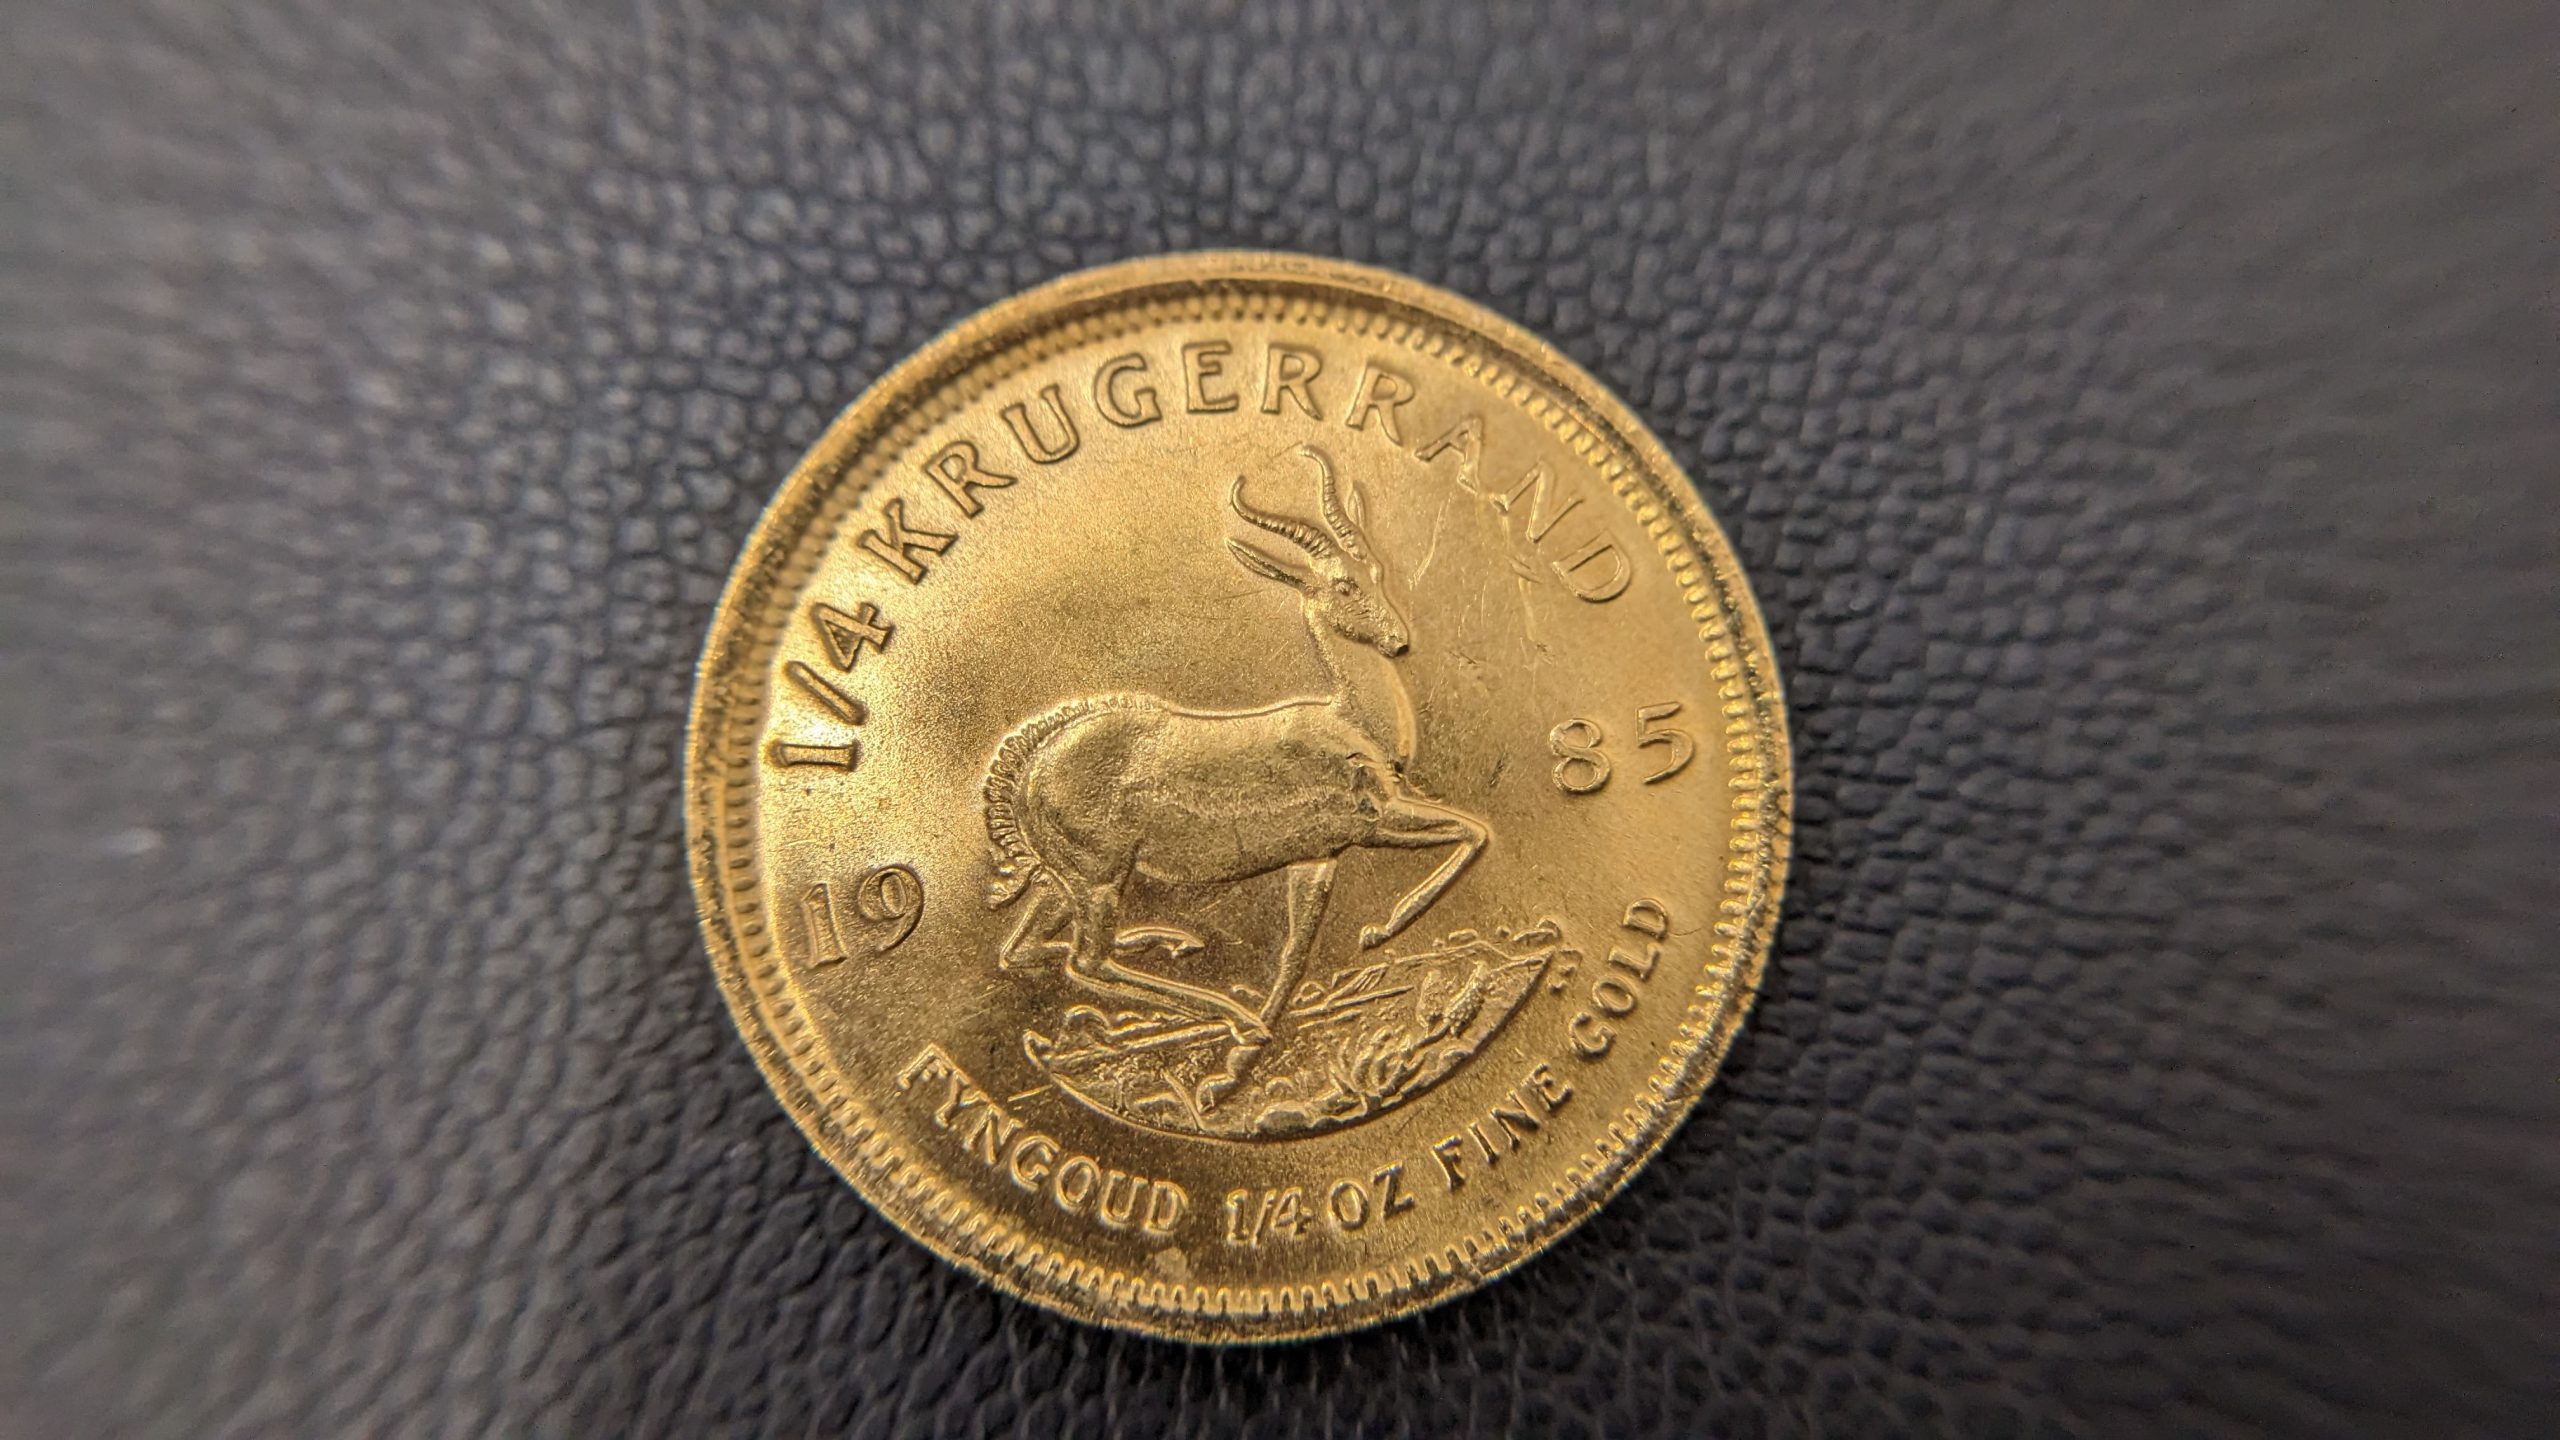 1/4 KRUGERRAND
19 85
FYNGOUD 1/4 OZ FINE GOLD